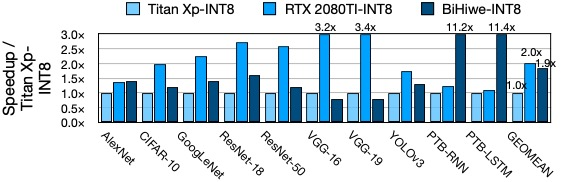 Titan Xp-INT8 RTX 2080TI-INT8 BiHiwe-INT8
Speedup /
Titan Xp-
INT8
3.0x
2.5x
2.0x
1.5x
1.0x
0.5x
0.0x
3.2x 3.4x 11.2x 11.4x
1.0x 2.0x 1.9x
AlexNet CIFAR-10 GoogLeNet ResNet-18 ResNet-50 VGG-16 VGG-19 YOLOv3 PTB-RNN PTB-LSTM GEOMEAN